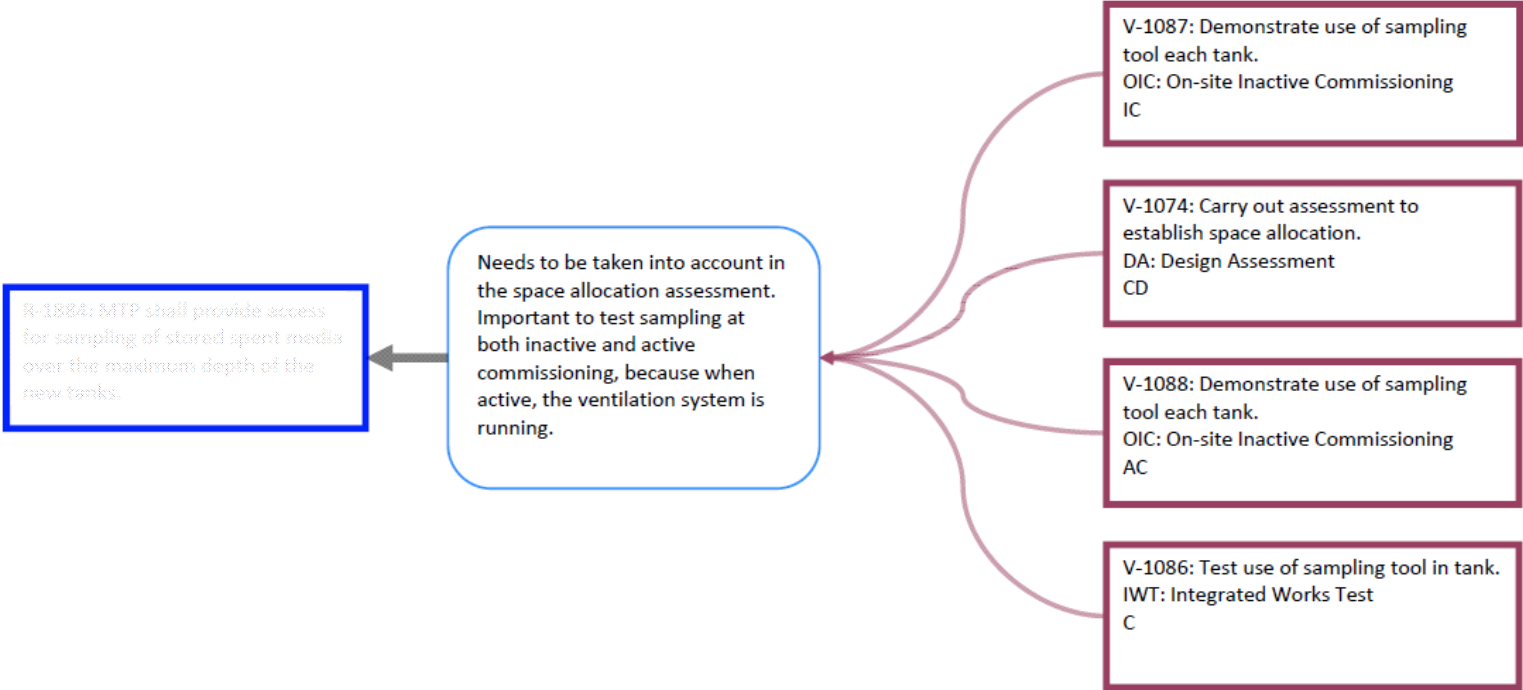 R-1884: MTP shall provide access
for sampling of stored spent media
over the maximum depth of the
new tanks.
Needs to be taken into account in
the space allocation assessment.
Important to test sampling at
both inactive and active
commissioning, because when
active, the ventilation system is
running.
V-1087: Demonstrate use of sampling
tool each tank.
OIC: On-site Inactive Commissioning
IC
V-1074: Carry out assessment to
establish space allocation.
DA: Design Assessment
CD
V-1088: Demonstrate use of sampling
tool each tank.
OIC: On-site Inactive Commissioning
AC
V-1086: Test use of sampling tool in tank.
IWT: Integrated Works Test
C